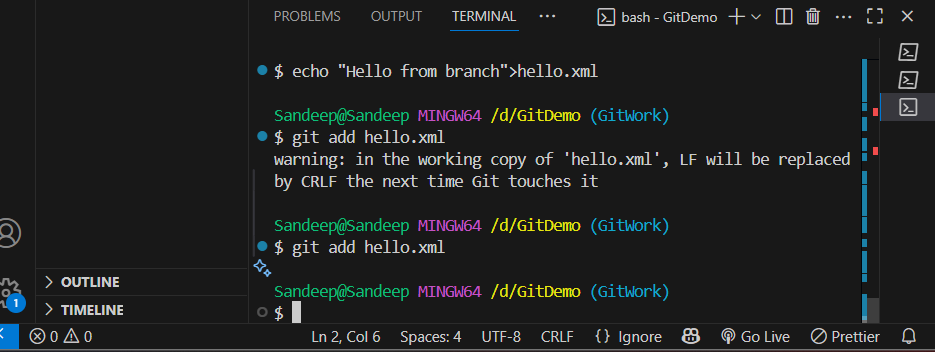 PROBLEMS OUTPUT TERMINAL ... bash - GitDemo
$ echo "Hello from branch">hello.xml
Sandeep@Sandeep MINGW64 /d/GitDemo (GitWork)
$ git add hello.xml
warning: in the working copy of 'hello.xml', LF will be replaced
by CRLF the next time Git touches it
Sandeep@Sandeep MINGW64 /d/GitDemo (GitWork)
$ git add hello.xml
Sandeep@Sandeep MINGW64 /d/GitDemo (GitWork)
$
OUTLINE
TIMELINE
1
0 0 Ln 2, Col 6 Spaces: 4 UTF-8 CRLF {} Ignore Go Live Prettier